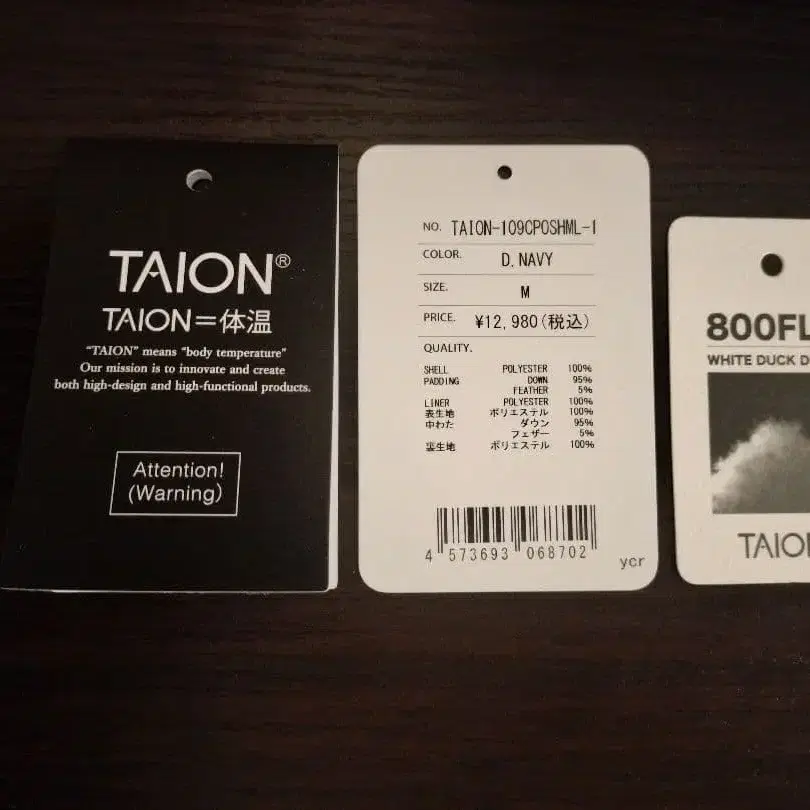 TAION®
TAION=体温
“TAION” means “body temperature”
Our mission is to innovate and create
both high-design and high-functional products.
Attention!
(Warning)
NO. TAION-109CPOSHML-1
COLOR. D.NAVY
SIZE. M
PRICE. ¥12,980(税込)
QUALITY.
SHELL POLYESTER 100%
PADDING DOWN 95%
FEATHER 5%
LINER POLYESTER 100%
表生地 ポリエステル 100%
中わた ダウン 95%
フェザー 5%
裏生地 ポリエステル 100%
4 573693 068702
ycr
800FL
WHITE DUCK D
TAION